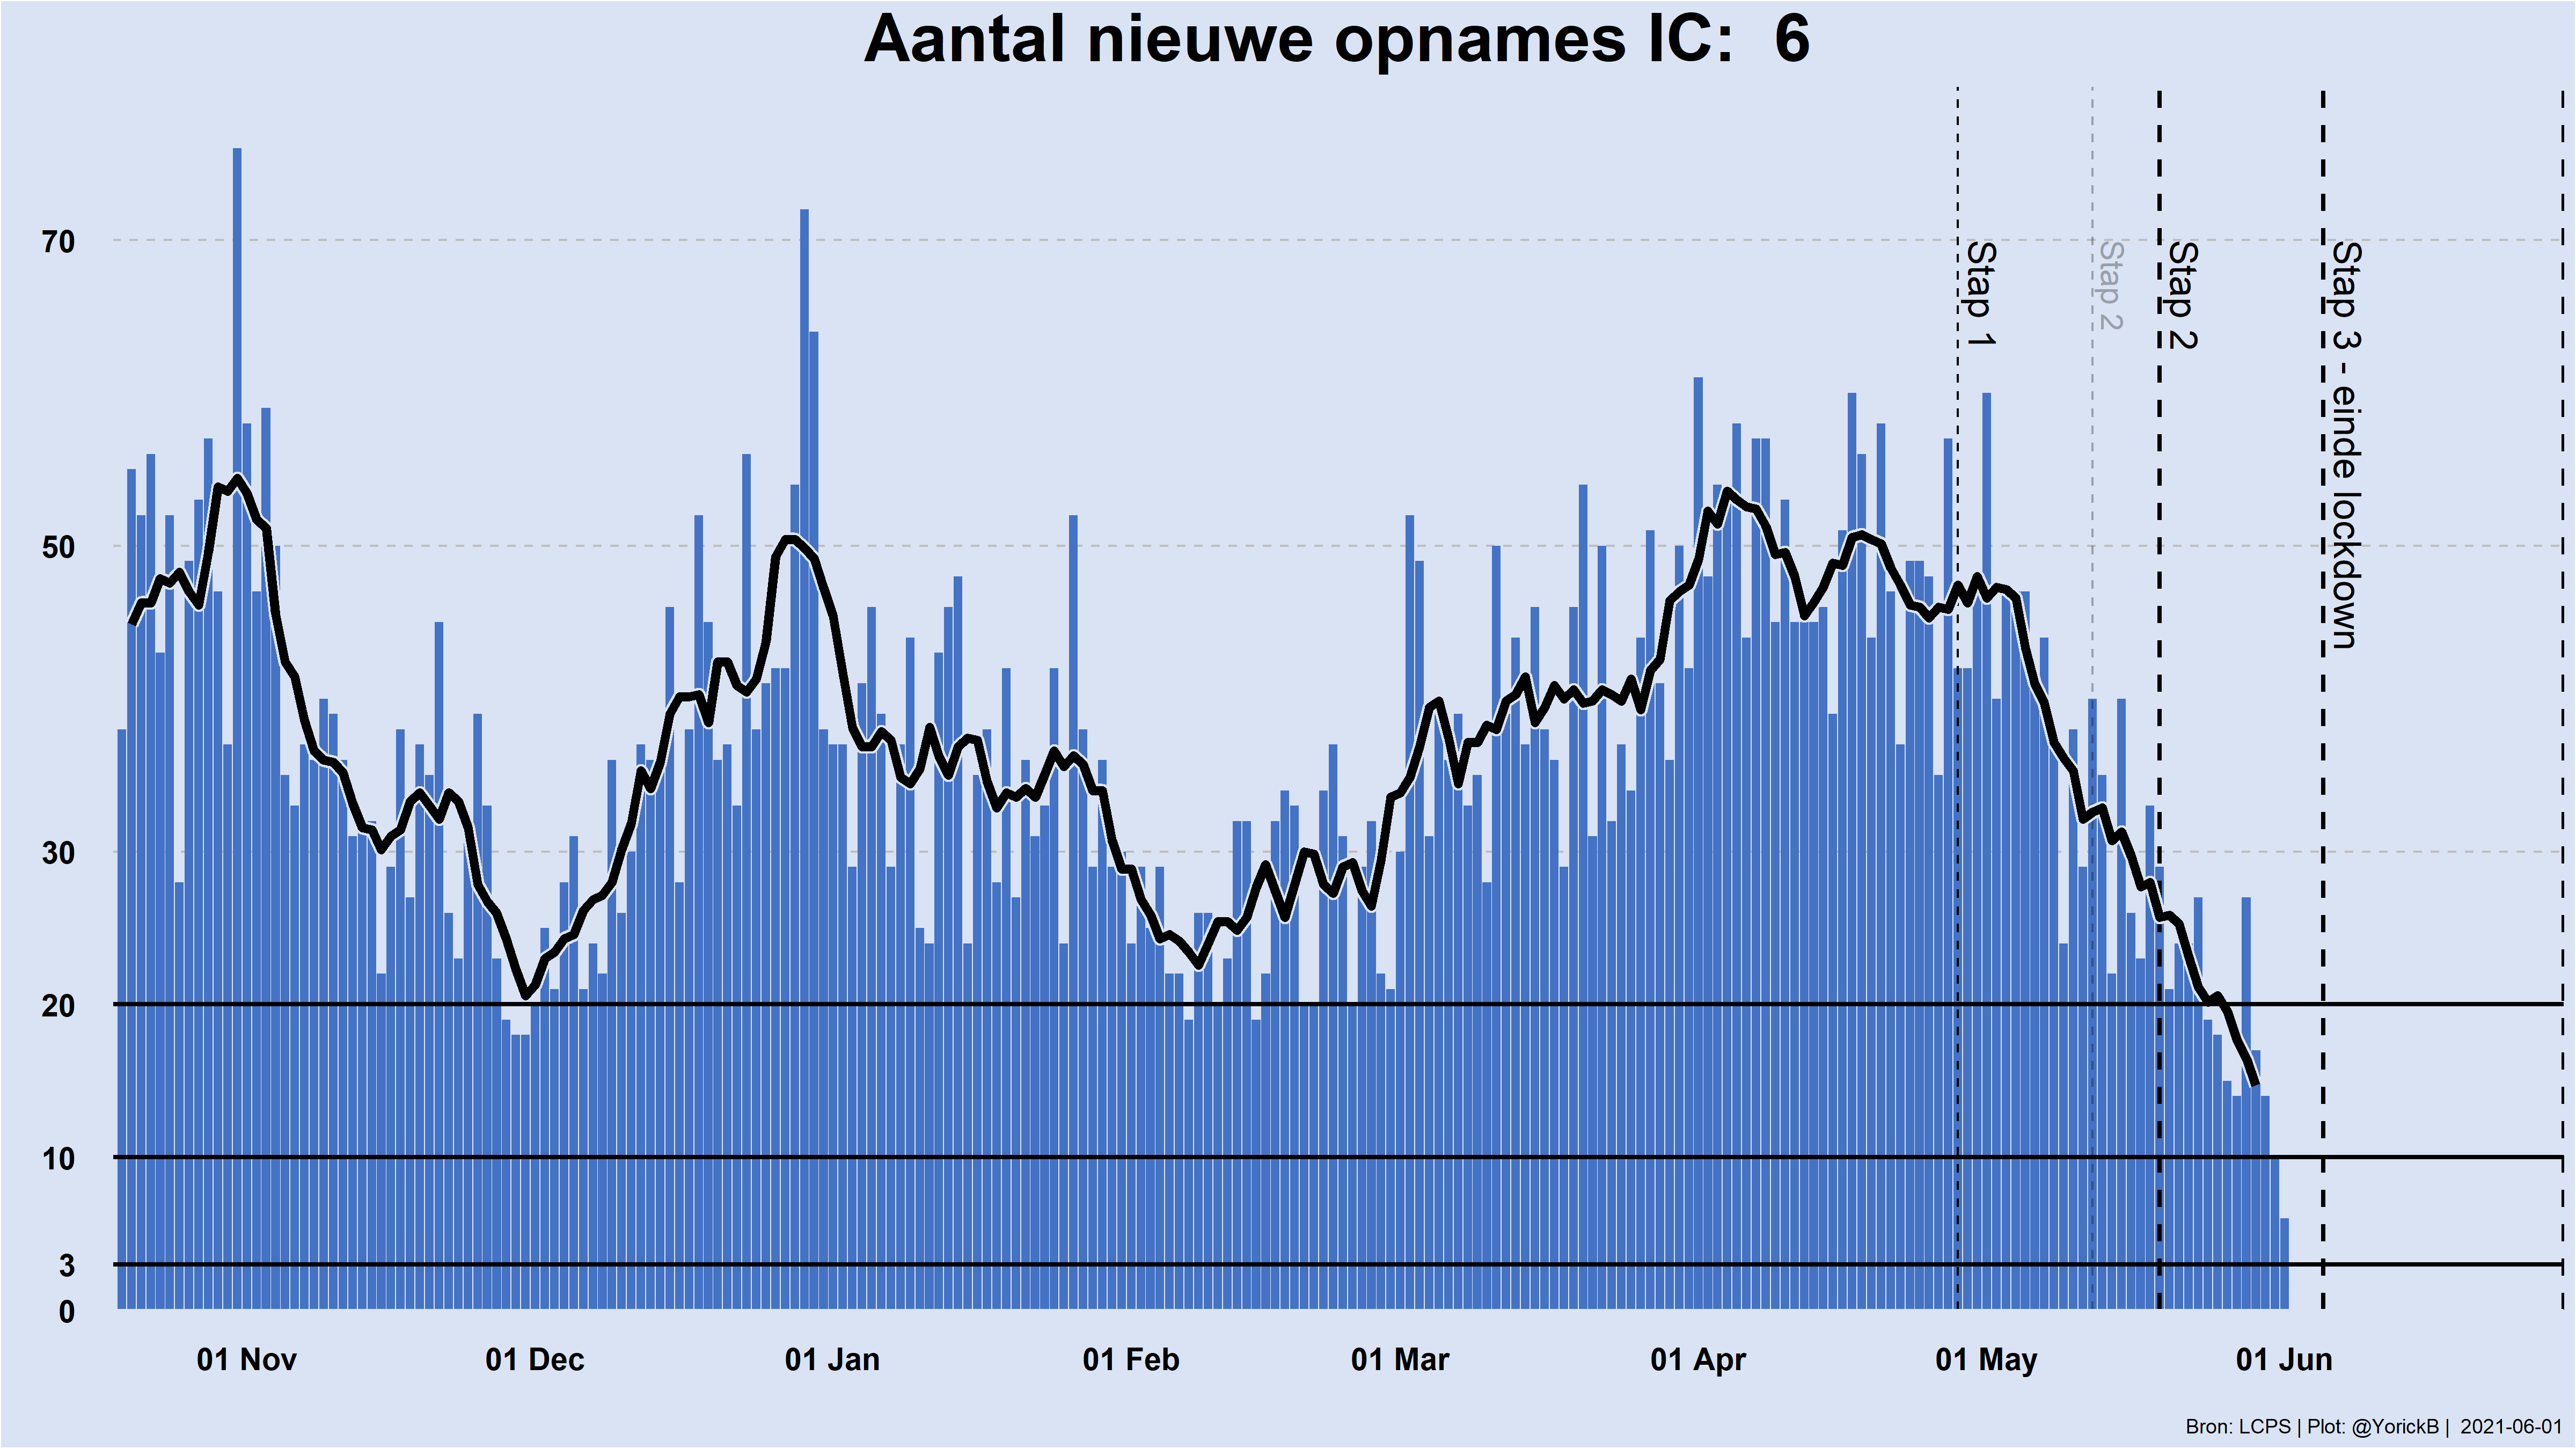 Aantal nieuwe opnames IC: 6
70
50
30
20
10
3
0
Stap 1
Stap 2
Stap 2
Stap 3 - einde lockdown
01 Nov
01 Dec
01 Jan
01 Feb
01 Mar
01 Apr
01 May
01 Jun
Bron: LCPS | Plot: @YorickB | 2021-06-01